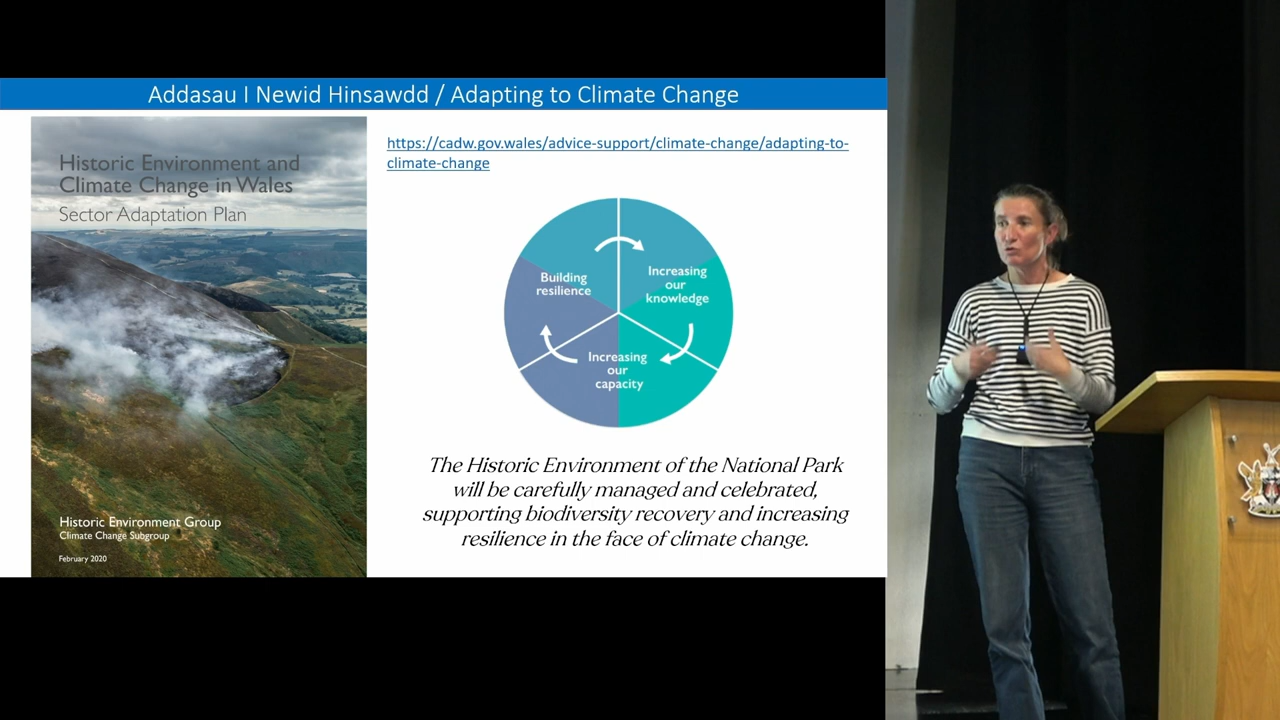 Addasau I Newid Hinsawdd / Adapting to Climate Change
Historic Environment and
Climate Change in Wales
Sector Adaptation Plan
Historic Environment Group
Climate Change Subgroup
February 2020
https://cadw.gov.wales/advice-support/climate-change/adapting-to-
climate-change
Building
resilience
Increasing
our
knowledge
Increasing
our
capacity
The Historic Environment of the National Park
will be carefully managed and celebrated,
supporting biodiversity recovery and increasing
resilience in the face of climate change.